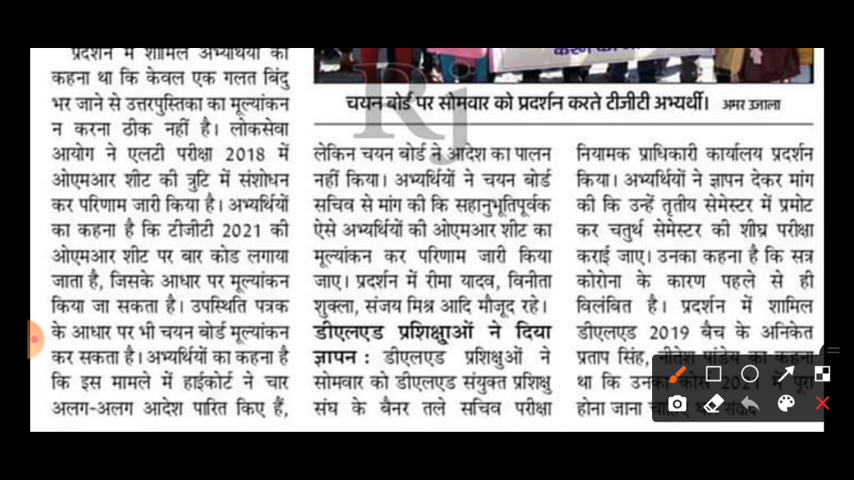 प्रदर्शन में शामिल अभ्यर्थियों का
कहना था कि केवल एक गलत बिंदु
भर जाने से उत्तरपुस्तिका का मूल्यांकन
न करना ठीक नहीं है। लोकसेवा
आयोग ने एलटी परीक्षा 2018 में
ओएमआर शीट की त्रुटि में संशोधन
कर परिणाम जारी किया है। अभ्यर्थियों
का कहना है कि टीजीटी 2021 की
ओएमआर शीट पर बार कोड लगाया
जाता है, जिसके आधार पर मूल्यांकन
किया जा सकता है। उपस्थिति पत्रक
के आधार पर भी चयन बोर्ड मूल्यांकन
कर सकता है। अभ्यर्थियों का कहना है
कि इस मामले में हाईकोर्ट ने चार
अलग-अलग आदेश पारित किए हैं,
चयन बोर्ड पर सोमवार को प्रदर्शन करते टीजीटी अभ्यर्थी। अमर उजाला
Rj
लेकिन चयन बोर्ड ने आदेश का पालन
नहीं किया। अभ्यर्थियों ने चयन बोर्ड
सचिव से मांग की कि सहानुभूतिपूर्वक
ऐसे अभ्यर्थियों की ओएमआर शीट का
मूल्यांकन कर परिणाम जारी किया
जाए। प्रदर्शन में रीमा यादव, विनीता
शुक्ला, संजय मिश्र आदि मौजूद रहे।
डीएलएड प्रशिक्षुओं ने दिया
ज्ञापन : डीएलएड प्रशिक्षुओं ने
सोमवार को डीएलएड संयुक्त प्रशिक्षु
संघ के बैनर तले सचिव परीक्षा
नियामक प्राधिकारी कार्यालय प्रदर्शन
किया। अभ्यर्थियों ने ज्ञापन देकर मांग
की कि उन्हें तृतीय सेमेस्टर में प्रमोट
कर चतुर्थ सेमेस्टर की शीघ्र परीक्षा
कराई जाए। उनका कहना है कि सत्र
कोरोना के कारण पहले से ही
विलंबित है। प्रदर्शन में शामिल
डीएलएड 2019 बैच के अनिकेत
प्रताप सिंह, नीतेश पांडेय का कहना
था कि उनका कोर्स 2021 में पूरा
होना जाना चाहिए था। संवाद